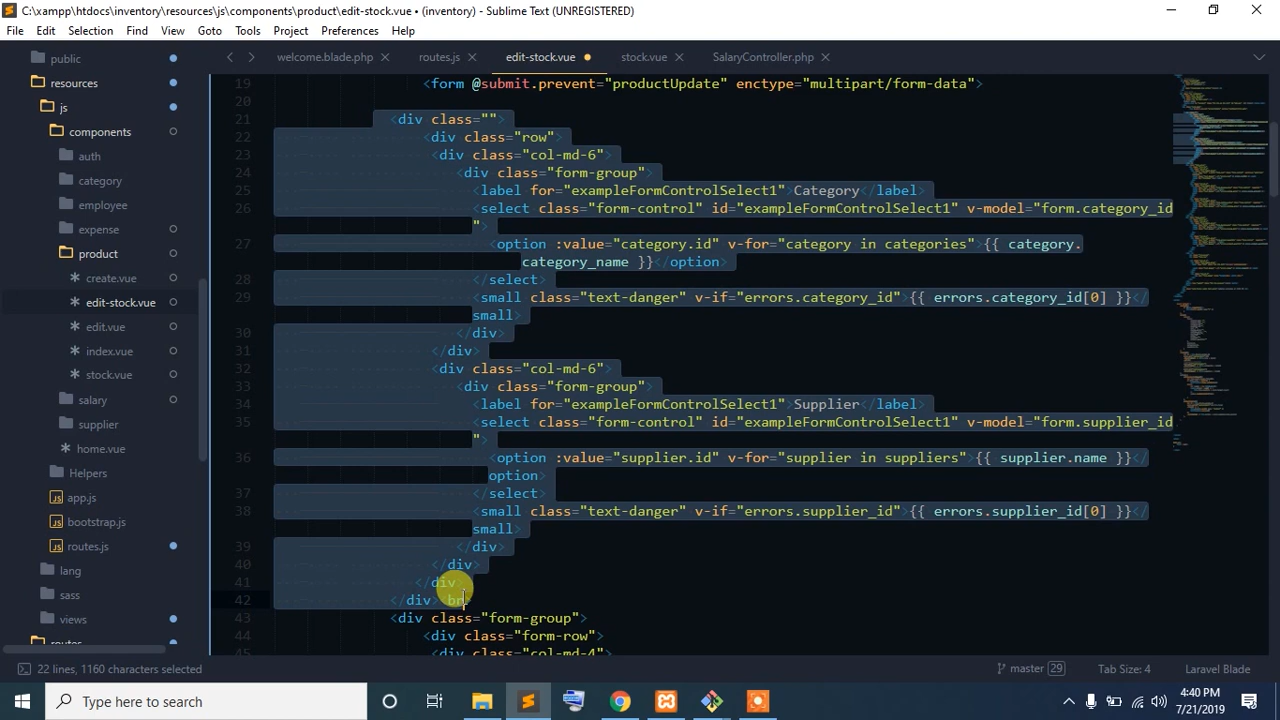 C:\xampp\htdocs\inventory\resources\js\components\product\edit-stock.vue • (inventory) - Sublime Text (UNREGISTERED)
File Edit Selection Find View Goto Tools Project Preferences Help
welcome.blade.php routes.js edit-stock.vue stock.vue SalaryController.php
public
resources
js
components
auth
category
employee
expense
product
create.vue
edit-stock.vue
edit.vue
index.vue
stock.vue
salary
supplier
home.vue
Helpers
app.js
bootstrap.js
routes.js
lang
sass
views
routes
19 <form @submit.prevent="productUpdate" enctype="multipart/form-data">
20
21 <div class="">
22 <div class="row">
23 <div class="col-md-6">
24 <div class="form-group">
25 <label for="exampleFormControlSelect1">Category</label>
26 <select class="form-control" id="exampleFormControlSelect1" v-model="form.category_id
">
27 <option :value="category.id" v-for="category in categories">{{ category.
category_name }}</option>
28 </select>
29 <small class="text-danger" v-if="errors.category_id">{{ errors.category_id[0] }}</
small>
30 </div>
31 </div>
32 <div class="col-md-6">
33 <div class="form-group">
34 <label for="exampleFormControlSelect1">Supplier</label>
35 <select class="form-control" id="exampleFormControlSelect1" v-model="form.supplier_id
">
36 <option :value="supplier.id" v-for="supplier in suppliers">{{ supplier.name }}</
option>
37 </select>
38 <small class="text-danger" v-if="errors.supplier_id">{{ errors.supplier_id[0] }}</
small>
39 </div>
40 </div>
41 </div>
42 </div> br
43 <div class="form-group">
44 <div class="form-row">
45 <div class="col-md-4">
22 lines, 1160 characters selected
master 29 Tab Size: 4 Laravel Blade
Type here to search
4:40 PM
7/21/2019